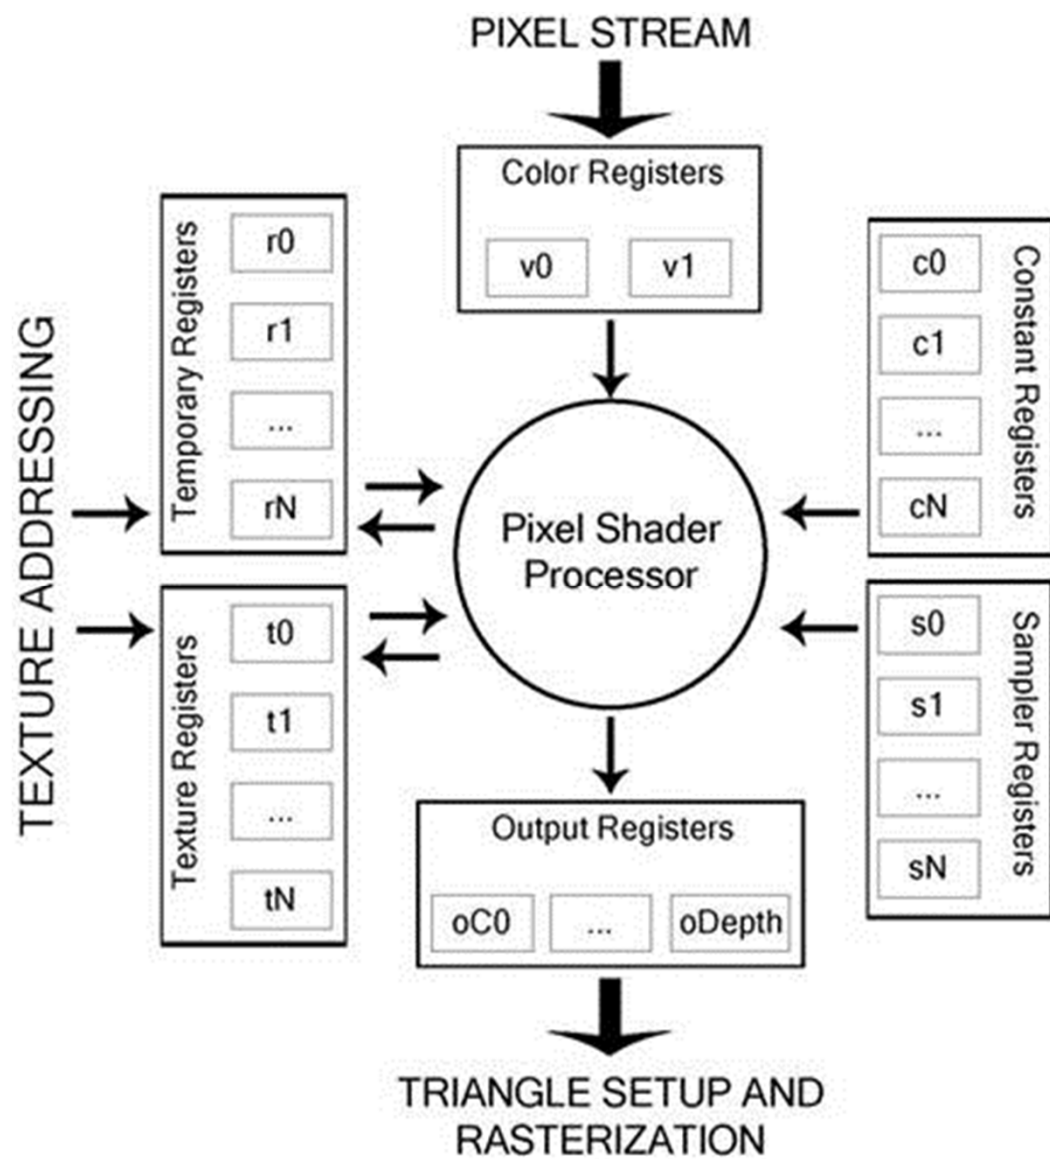 PIXEL STREAM
Color Registers
v0
v1
TEXTURE ADDRESSING
Temporary Registers
r0
r1
...
rN
Texture Registers
t0
t1
...
tN
Pixel Shader
Processor
Constant Registers
c0
c1
...
cN
Sampler Registers
s0
s1
...
sN
Output Registers
oC0
...
oDepth
TRIANGLE SETUP AND
RASTERIZATION